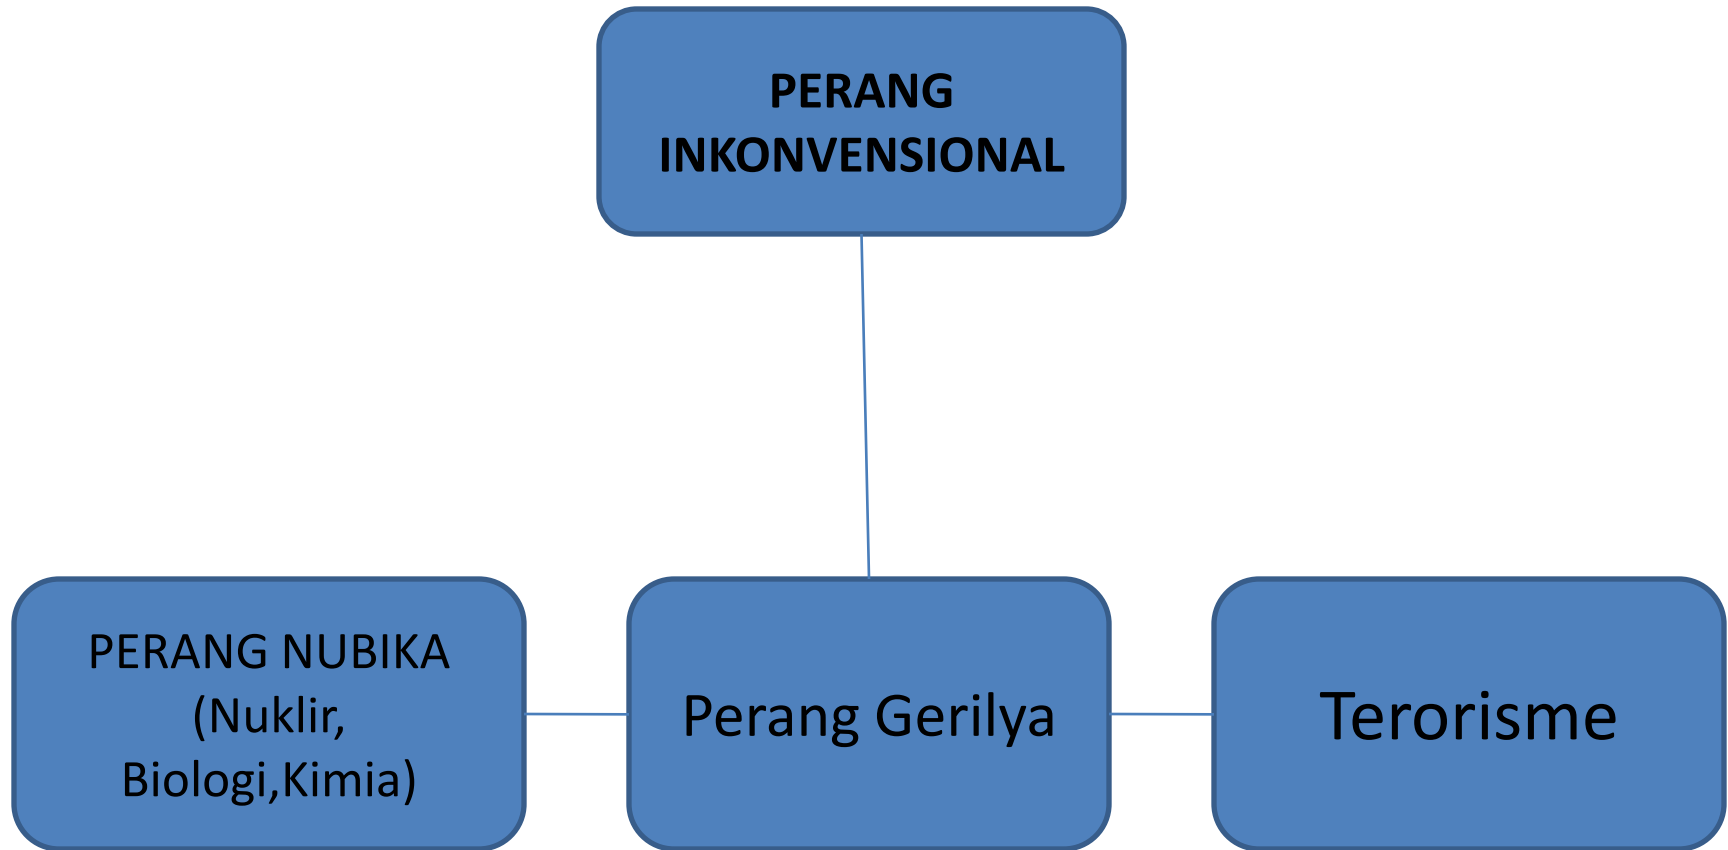 PERANG
INKONVENSIONAL
PERANG NUBIKA
(Nuklir,
Biologi,Kimia)
Perang Gerilya
Terorisme